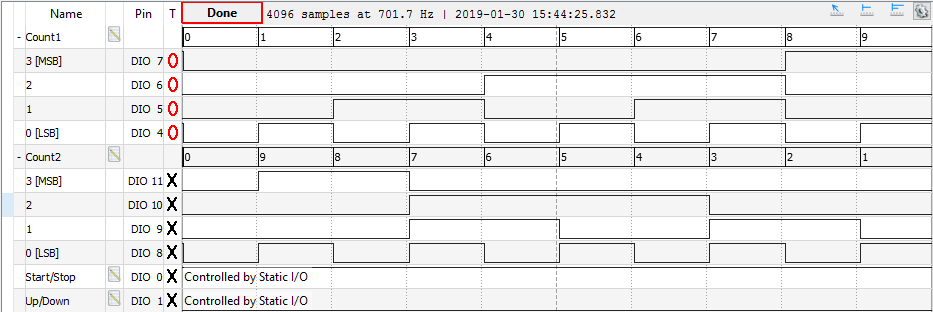 Name Pin T Done 4096 samples at 701.7 Hz | 2019-01-30 15:44:25.832
- Count1 0 1 2 3 4 5 6 7 8 9
3 [MSB] DIO 7 0
2 DIO 6 0
1 DIO 5 0
0 [LSB] DIO 4 0
- Count2 0 9 8 7 6 5 4 3 2 1
3 [MSB] DIO 11 X
2 DIO 10 X
1 DIO 9 X
0 [LSB] DIO 8 X
Start/Stop DIO 0 X Controlled by Static I/O
Up/Down DIO 1 X Controlled by Static I/O